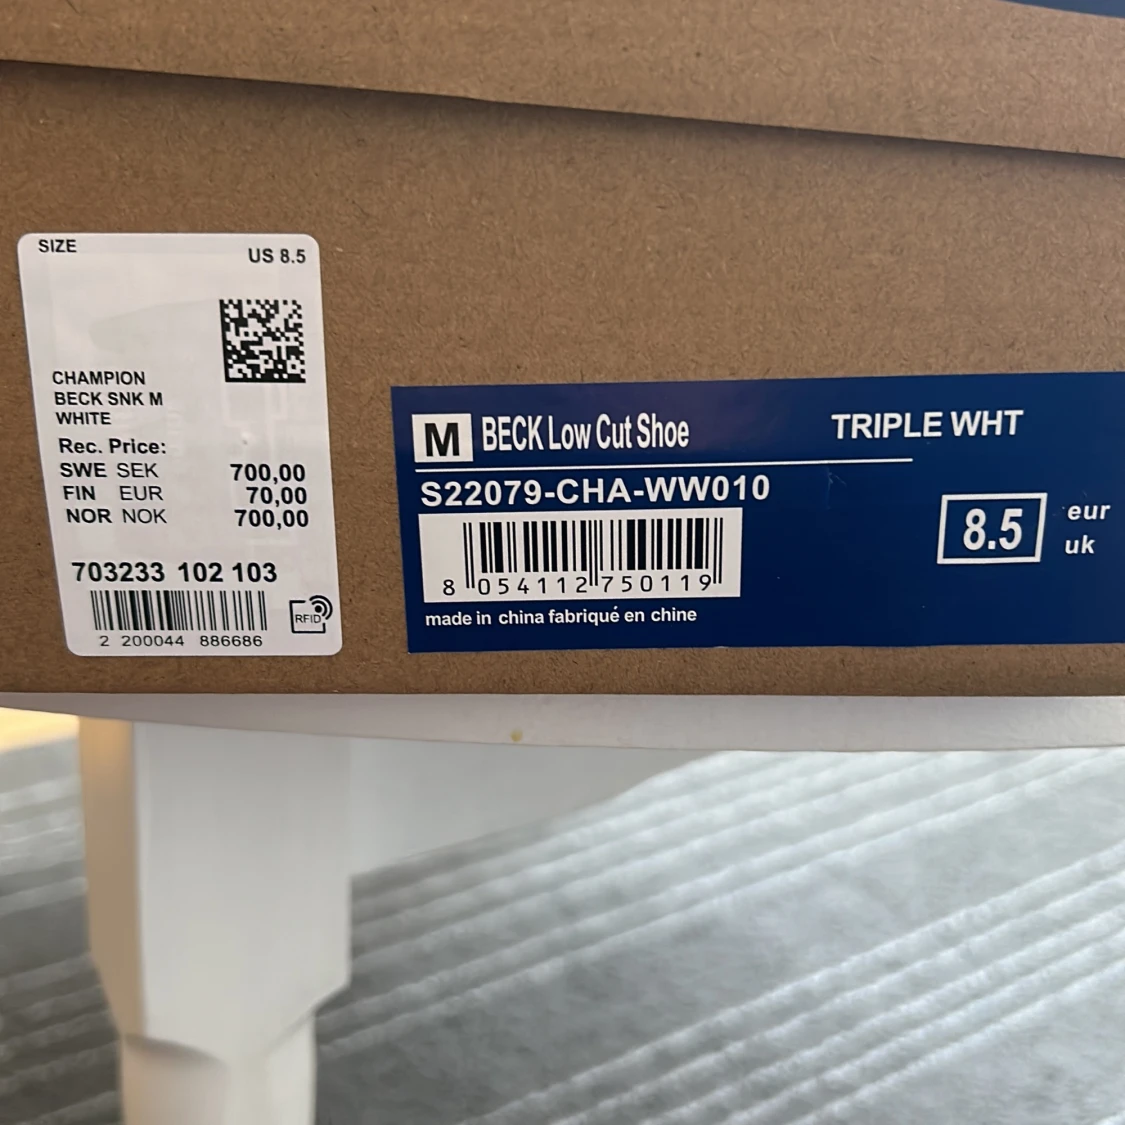 SIZE US 8.5
CHAMPION
BECK SNK M
WHITE
Rec. Price:
SWE SEK 700,00
FIN EUR 70,00
NOR NOK 700,00
703233 102 103
2 200044 886686
RFID
M BECK Low Cut Shoe TRIPLE WHT
S22079-CHA-WW010
8 054112 750119
made in china fabriqué en chine
8.5 eur
uk